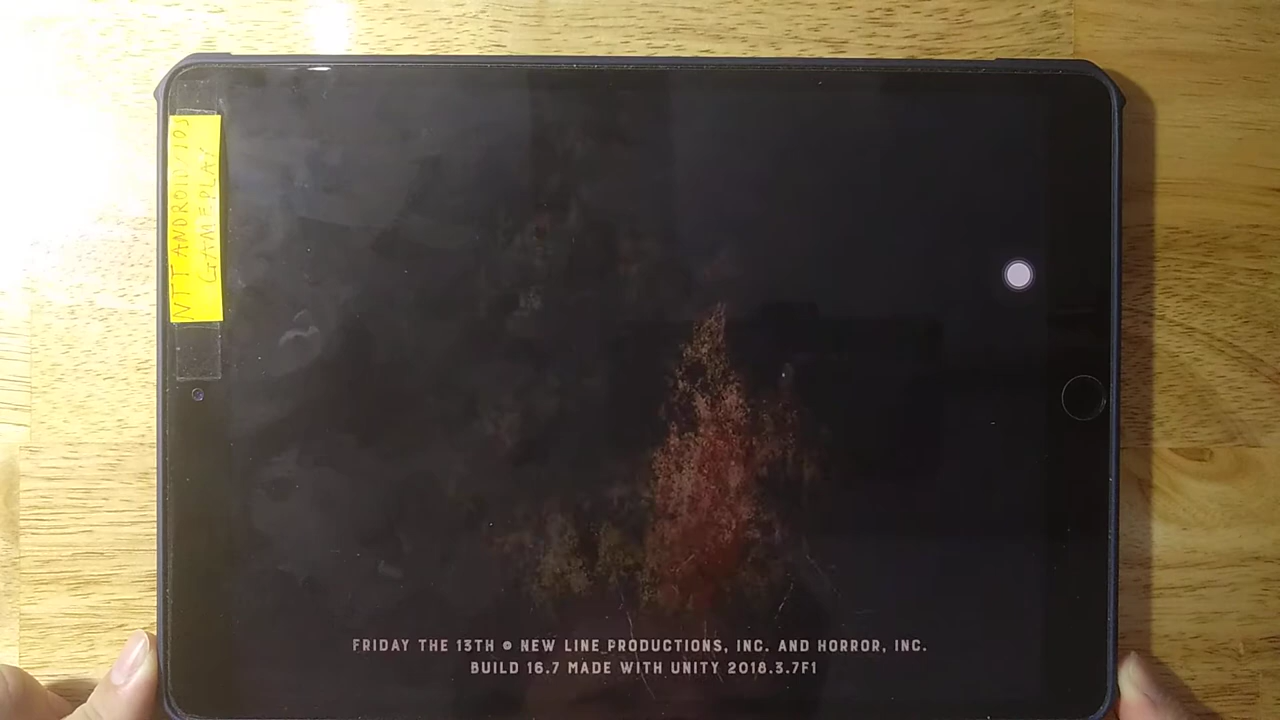 NTT ANDROID IOS
GAMEPLAY
FRIDAY THE 13TH © NEW LINE PRODUCTIONS, INC. AND HORROR, INC.
BUILD 16.7 MADE WITH UNITY 2018.3.7F1